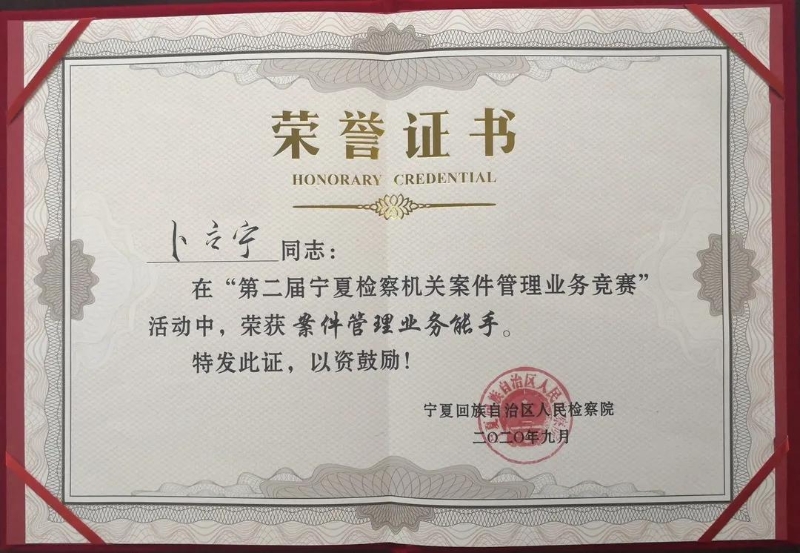 荣誉证书
HONORARY CREDENTIAL
卜立宁同志：
在“第二届宁夏检察机关案件管理业务竞赛”
活动中，荣获案件管理业务能手。
特发此证，以资鼓励！
宁夏回族自治区人民检察院
二〇二〇年九月